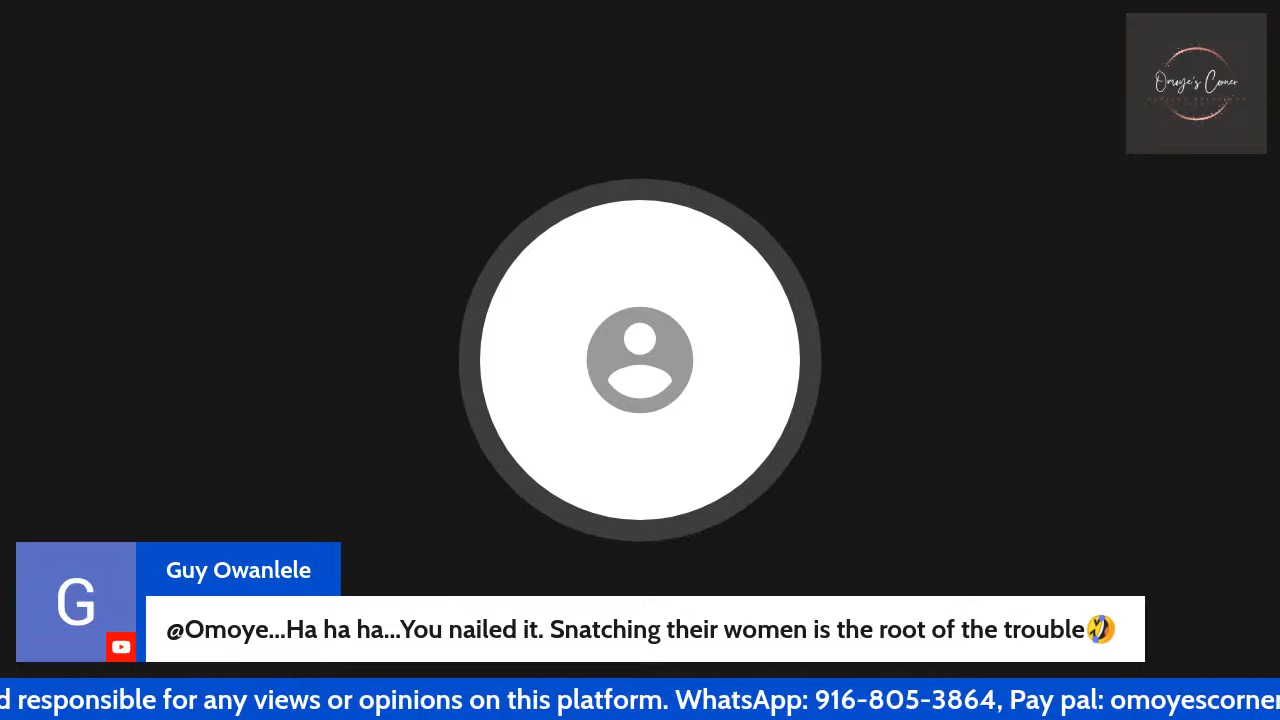 Omoye's Corner
G
Guy Owanlele
@Omoye...Ha ha ha...You nailed it. Snatching their women is the root of the trouble🤣
d responsible for any views or opinions on this platform. WhatsApp: 916-805-3864, Pay pal: omoyescorner